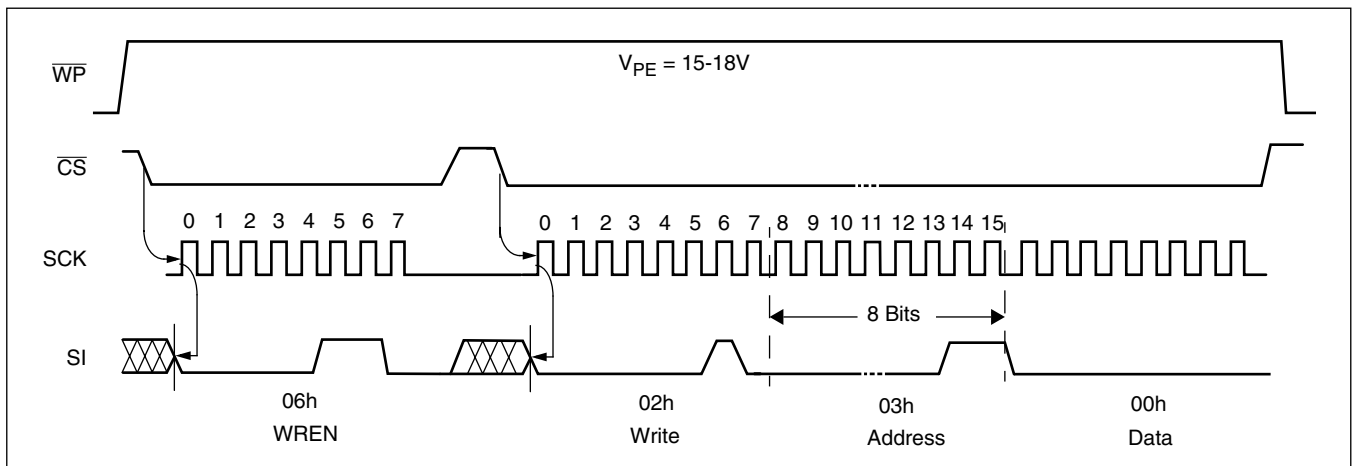 WP
V_PE = 15-18V
CS
0 1 2 3 4 5 6 7 0 1 2 3 4 5 6 7 8 9 10 11 12 13 14 15
SCK
8 Bits
SI
06h 02h 03h 00h
WREN Write Address Data